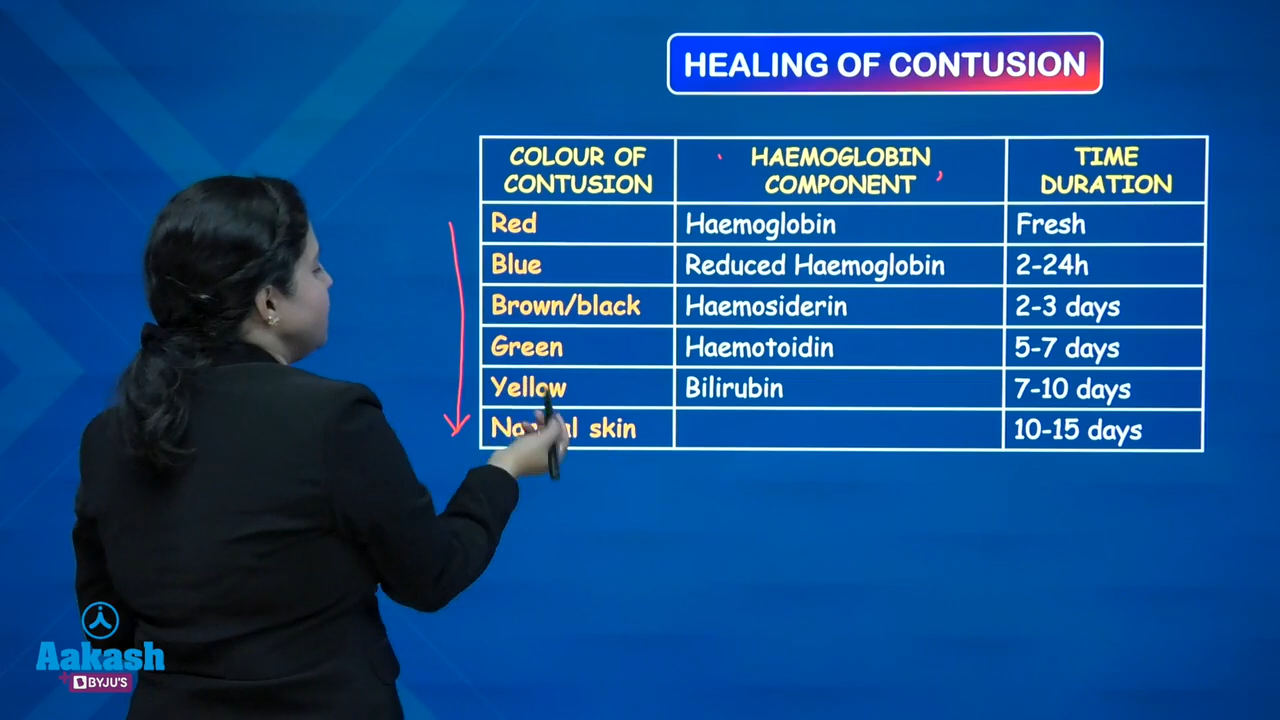 HEALING OF CONTUSION
COLOUR OF CONTUSION
HAEMOGLOBIN COMPONENT
TIME DURATION
Red
Haemoglobin
Fresh
Blue
Reduced Haemoglobin
2-24h
Brown/black
Haemosiderin
2-3 days
Green
Haemotoidin
5-7 days
Yellow
Bilirubin
7-10 days
skin
10-15 days
Aakash
BYJU'S